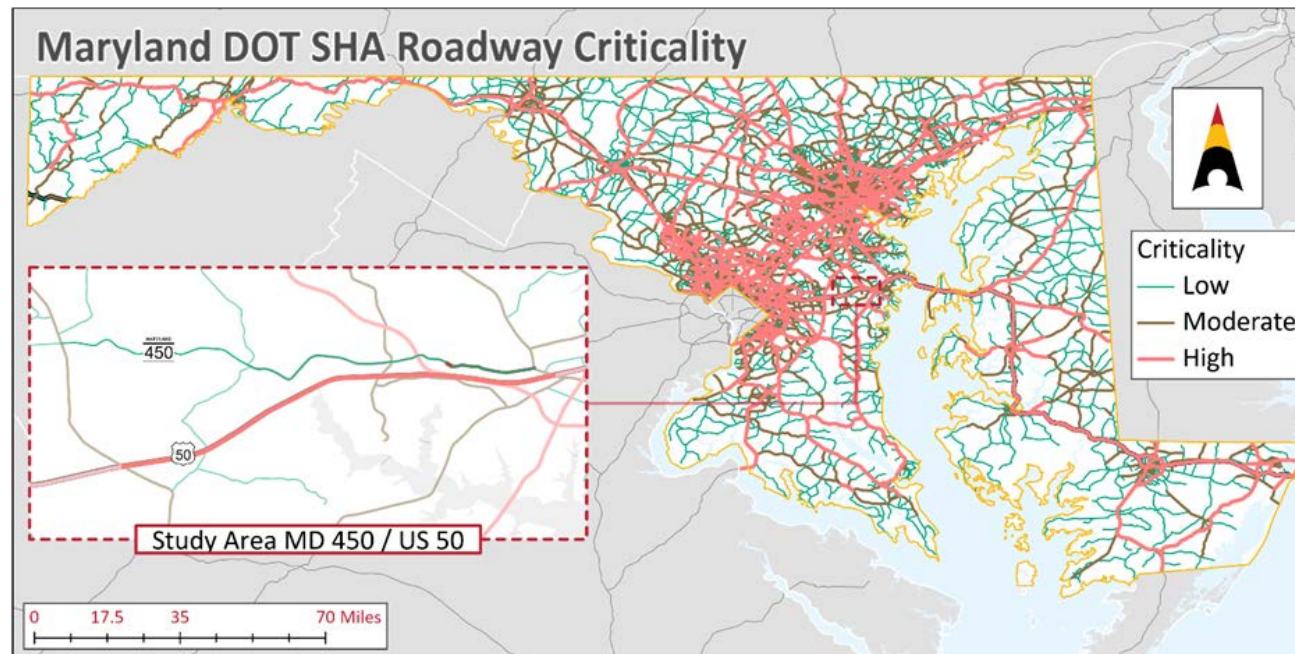 Maryland DOT SHA Roadway Criticality
Criticality
Low
Moderate
High
MARYLAND
450
50
Study Area MD 450 / US 50
0 17.5 35 70 Miles